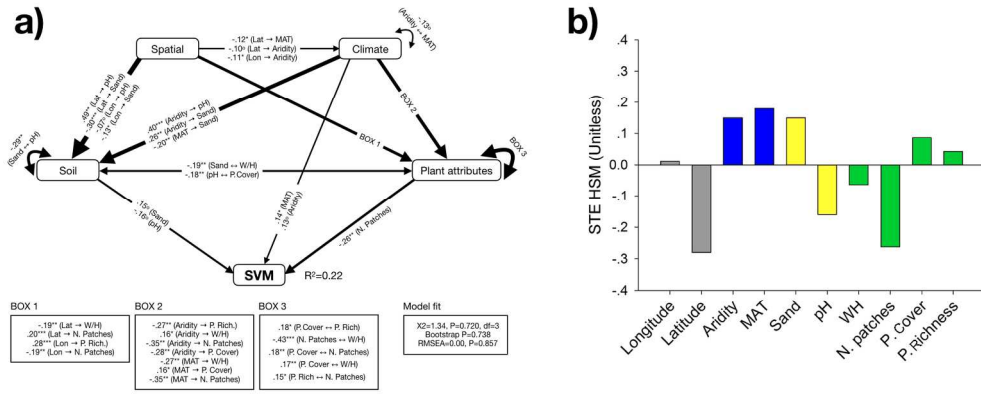 a)
Spatial
-.12* (Lat → MAT)
-.10° (Lat → Aridity)
-.11* (Lon → Aridity)
Climate
-.13°
(Aridity ↔ MAT)
.49** (Lat → pH)
-.30*** (Lat → Sand)
-.07° (Lon → pH)
-.13* (Lon → Sand)
.40*** (Aridity → pH)
.26** (Aridity → Sand)
-.20** (MAT → Sand)
BOX 1
BOX 2
BOX 3
-.29**
(Sand ↔ pH)
Soil
-.19** (Sand ↔ W/H)
-.18** (pH ↔ P.Cover)
Plant attributes
.15° (Sand)
-.16° (pH)
.14* (MAT)
.13° (Aridity)
-.26** (N. Patches)
SVM
R²=0.22
BOX 1
-.19** (Lat → W/H)
.20*** (Lat → N. Patches)
.28*** (Lon → P. Rich.)
-.19** (Lon → N. Patches)
BOX 2
-.27** (Aridity → P. Rich.)
.16* (Aridity → W/H)
-.35** (Aridity → N. Patches)
-.28** (Aridity → P. Cover)
-.27** (MAT → W/H)
.16* (MAT → P. Cover)
-.35** (MAT → N. Patches)
BOX 3
.18* (P. Cover ↔ P. Rich)
-.43*** (N. Patches ↔ W/H)
.18** (P. Cover ↔ N. Patches)
.17** (P. Cover ↔ W/H)
.15* (P. Rich ↔ N. Patches)
Model fit
X2=1.34, P=0.720, df=3
Bootstrap P=0.738
RMSEA=0.00, P=0.857
b)
STE HSM (Unitless)
.4
.3
.2
.1
0.0
-.1
-.2
-.3
-.4
Longitude
Latitude
Aridity
MAT
Sand
pH
WH
N. patches
P. Cover
P. Richness